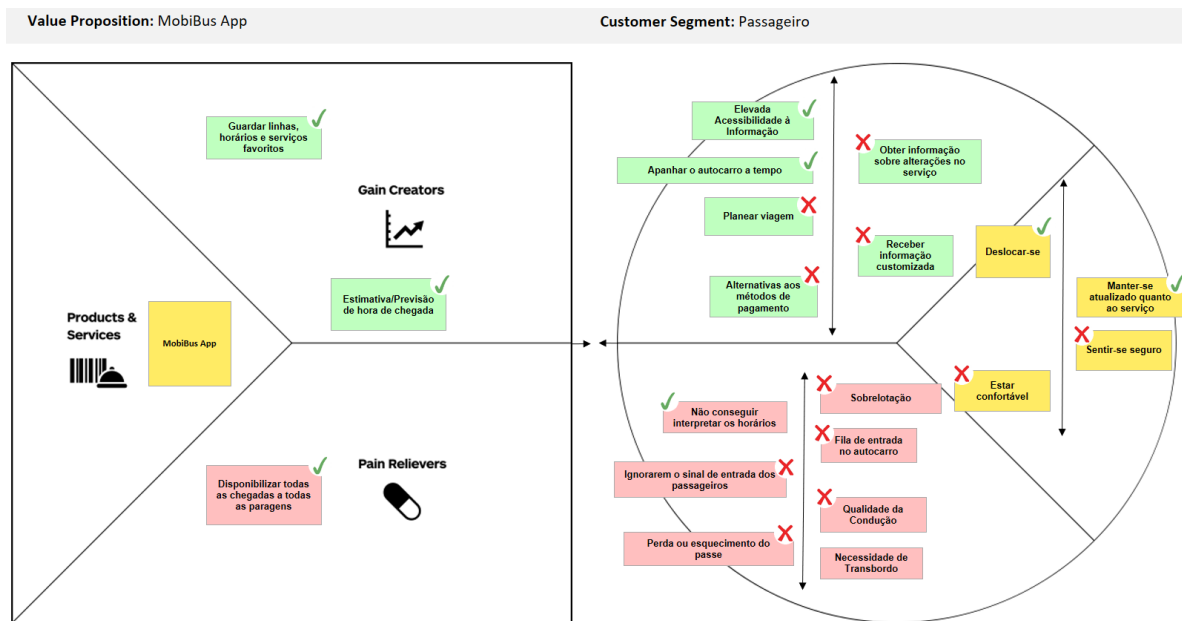 Value Proposition: MobiBus App
Customer Segment: Passageiro
Guardar linhas,
horários e serviços
favoritos
Gain Creators
Estimativa/Previsão
de hora de chegada
Products &
Services
MobiBus App
Pain Relievers
Disponibilizar todas
as chegadas a todas
as paragens
Elevada
Acessibilidade à
Informação
Apanhar o autocarro a tempo
Planear viagem
Alternativas aos
métodos de
pagamento
Obter informação
sobre alterações no
serviço
Receber
informação
customizada
Deslocar-se
Manter-se
atualizado quanto
ao serviço
Sentir-se seguro
Estar
confortável
Não conseguir
interpretar os horários
Ignorarem o sinal de entrada dos
passageiros
Perda ou esquecimento do
passe
Sobrelotação
Fila de entrada
no autocarro
Qualidade da
Condução
Necessidade de
Transbordo